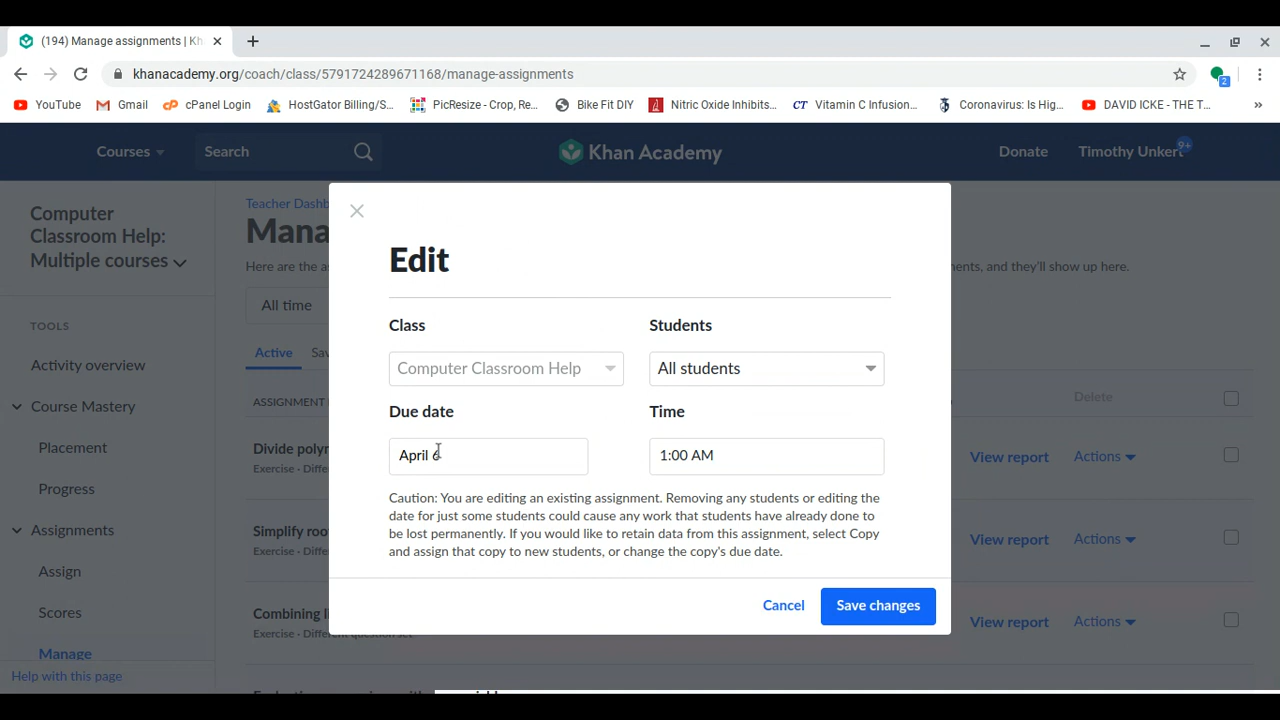 (194) Manage assignments | Kh
khanacademy.org/coach/class/5791724289671168/manage-assignments
2
YouTube Gmail cPanel Login HostGator Billing/S... PicResize - Crop, Re... Bike Fit DIY Nitric Oxide Inhibits... CT Vitamin C Infusion... Coronavirus: Is Hig... DAVID ICKE - THE T... »
Courses Search Khan Academy Donate Timothy Unkert 9+
Computer
Classroom Help:
Multiple courses
TOOLS
Activity overview
Course Mastery
Placement
Progress
Assignments
Assign
Scores
Manage
Help with this page
Teacher Dashb
Mana
Here are the a
ments, and they'll show up here.
All time
Active Sav
ASSIGNMENT
Delete
Divide polyn
Exercise · Differ
View report Actions
Simplify roo
Exercise · Differ
View report Actions
Combining li
Exercise · Different question set
View report Actions
Edit
Class Students
Computer Classroom Help All students
Due date Time
April 6 1:00 AM
Caution: You are editing an existing assignment. Removing any students or editing the
date for just some students could cause any work that students have already done to
be lost permanently. If you would like to retain data from this assignment, select Copy
and assign that copy to new students, or change the copy's due date.
Cancel Save changes